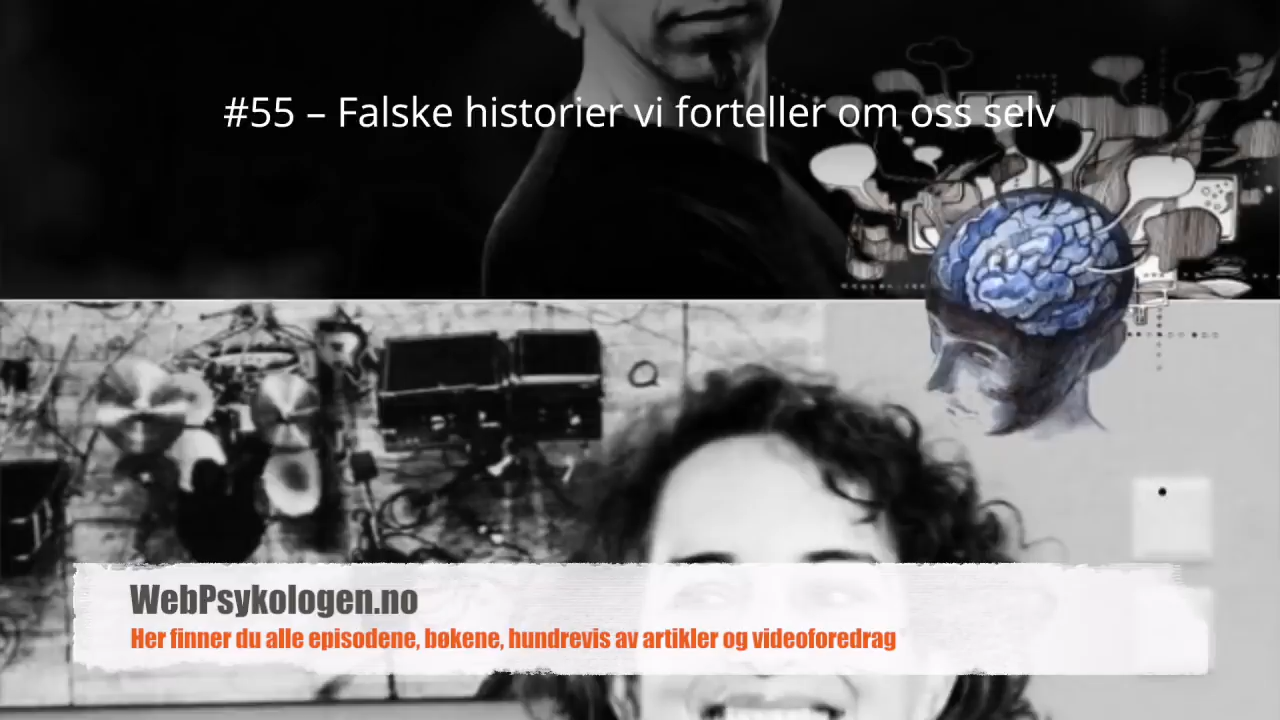 #55 – Falske historier vi forteller om oss selv
WebPsykologen.no
Her finner du alle episodene, bøkene, hundrevis av artikler og videoforedrag